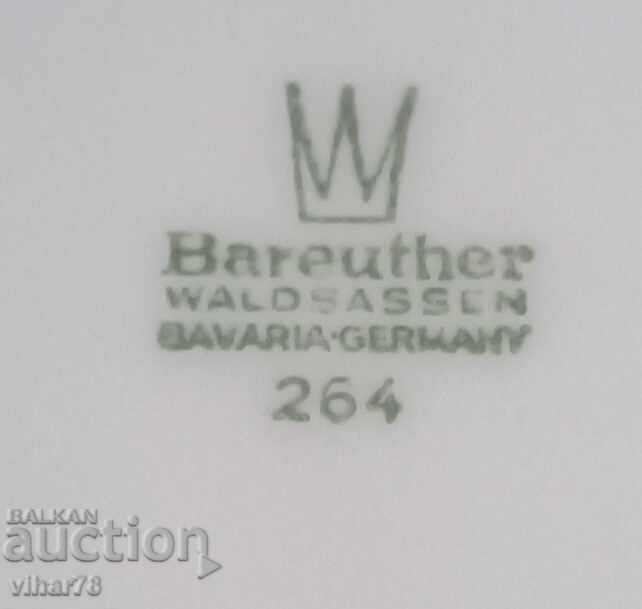 W
Bareuther
WALDSASSEN
BAVARIA·GERMANY
264
BALKAN
auction
vihar78